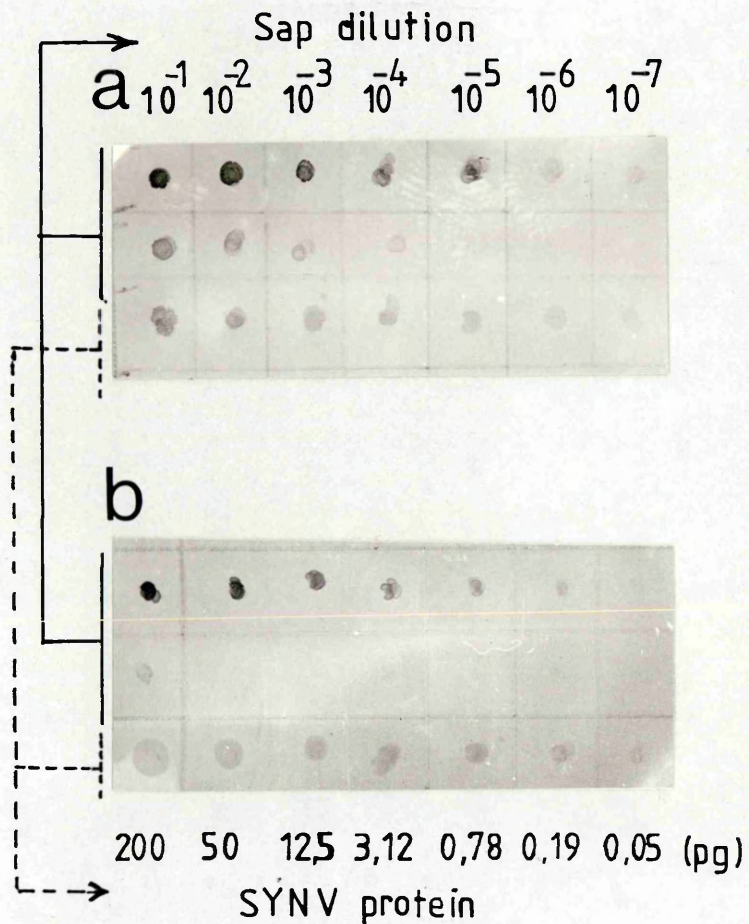 Sap dilution
a 10⁻¹ 10⁻² 10⁻³ 10⁻⁴ 10⁻⁵ 10⁻⁶ 10⁻⁷
b
200 50 12,5 3,12 0,78 0,19 0,05 (pg)
SYNV protein